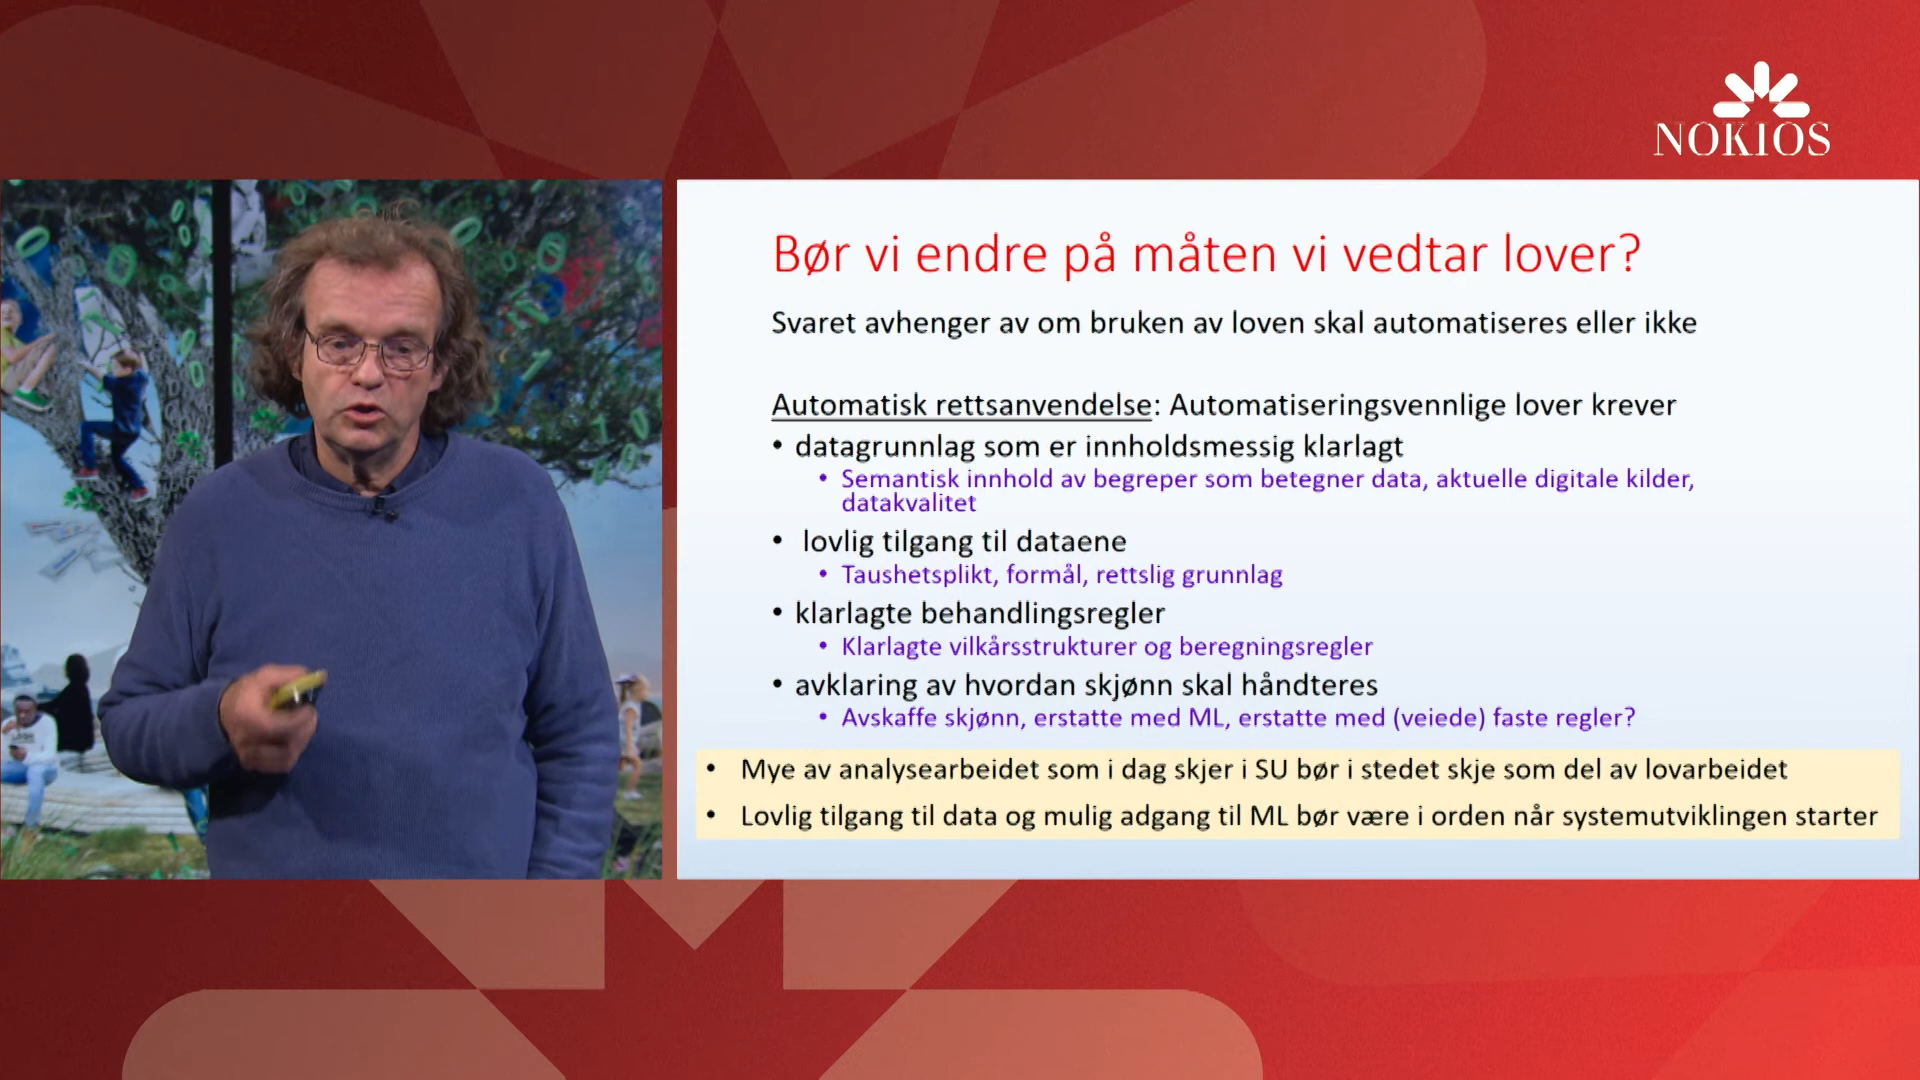 NOKIOS
Bør vi endre på måten vi vedtar lover?
Svaret avhenger av om bruken av loven skal automatiseres eller ikke
Automatisk rettsanvendelse: Automatiseringsvennlige lover krever
• datagrunnlag som er innholdsmessig klarlagt
• Semantisk innhold av begreper som betegner data, aktuelle digitale kilder,
datakvalitet
• lovlig tilgang til dataene
• Taushetsplikt, formål, rettslig grunnlag
• klarlagte behandlingsregler
• Klarlagte vilkårsstrukturer og beregningsregler
• avklaring av hvordan skjønn skal håndteres
• Avskaffe skjønn, erstatte med ML, erstatte med (veiede) faste regler?
• Mye av analysearbeidet som i dag skjer i SU bør i stedet skje som del av lovarbeidet
• Lovlig tilgang til data og mulig adgang til ML bør være i orden når systemutviklingen starter